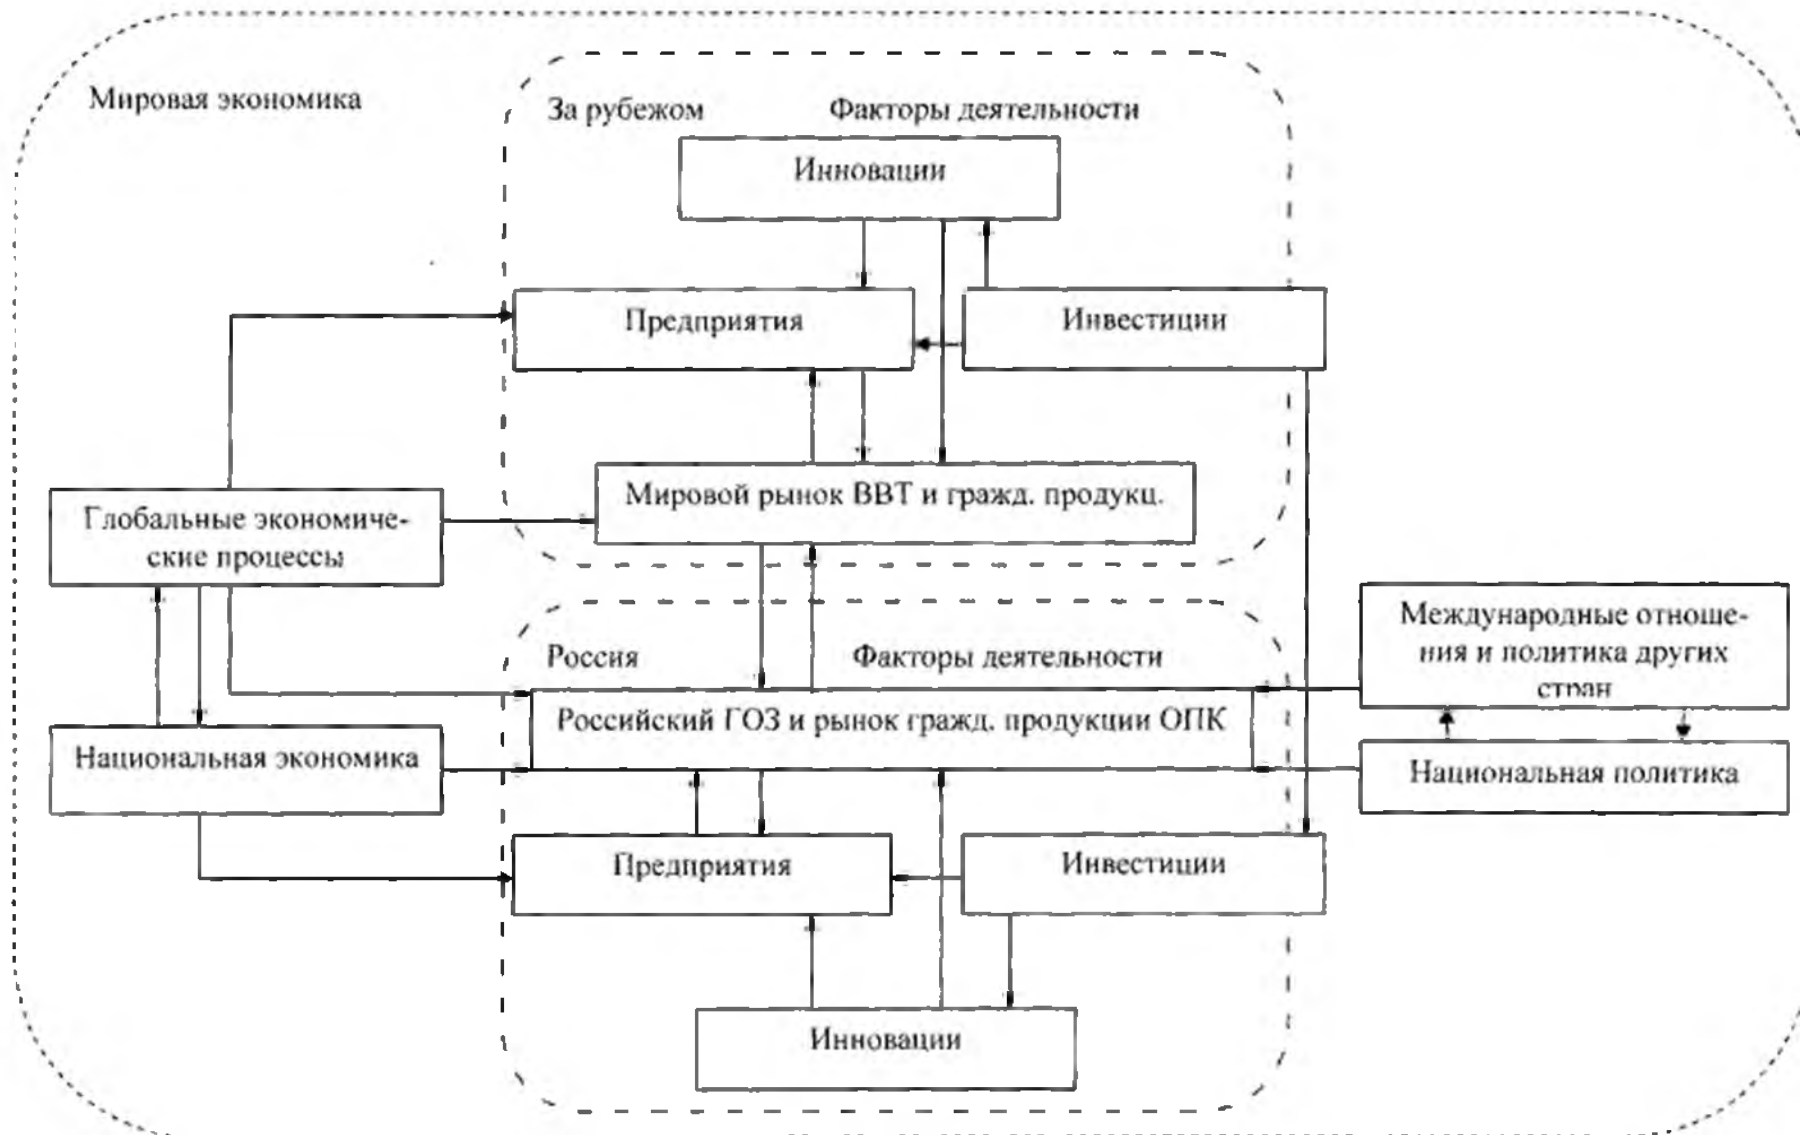 Мировая экономика
За рубежом
Факторы деятельности
Инновации
Предприятия
Инвестиции
Мировой рынок ВВТ и гражд. продукц.
Глобальные экономиче-
ские процессы
Международные отноше-
ния и политика других
стран
Россия
Факторы деятельности
Российский ГОЗ и рынок гражд. продукции ОПК
Национальная экономика
Национальная политика
Предприятия
Инвестиции
Инновации